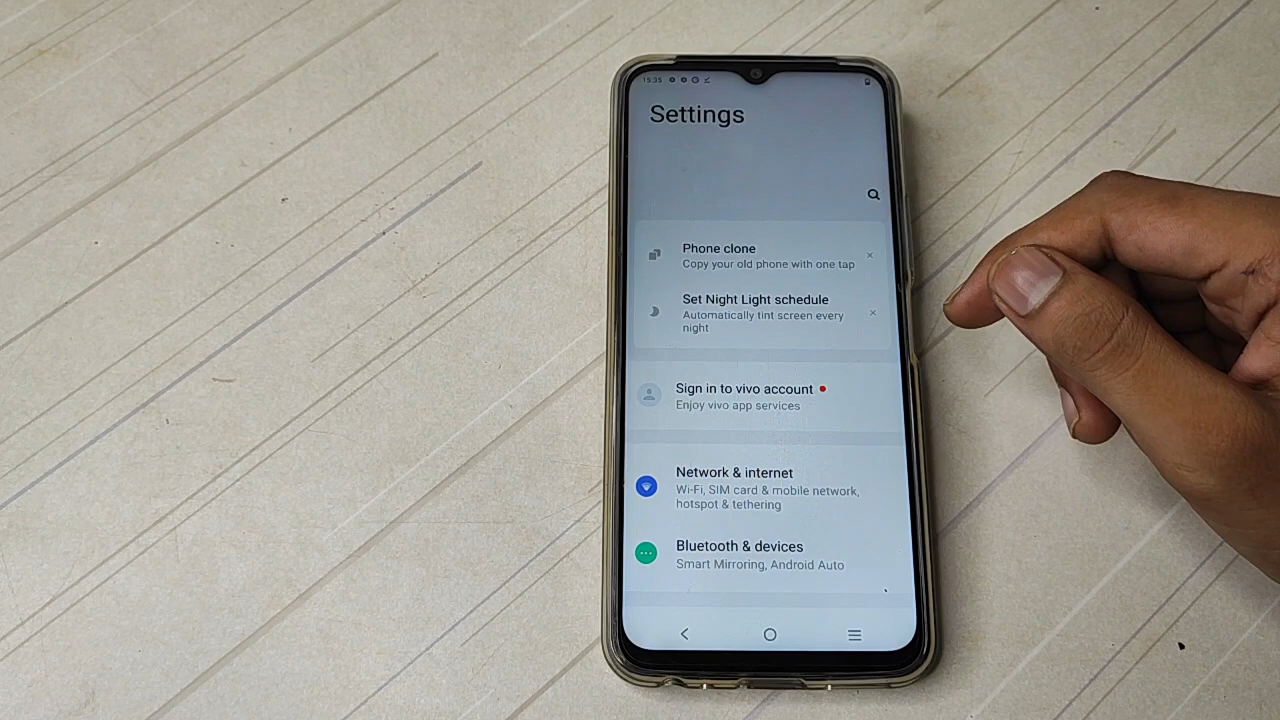 15:35
Settings
Phone clone
Copy your old phone with one tap
Set Night Light schedule
Automatically tint screen every
night
Sign in to vivo account
Enjoy vivo app services
Network & internet
Wi-Fi, SIM card & mobile network,
hotspot & tethering
Bluetooth & devices
Smart Mirroring, Android Auto